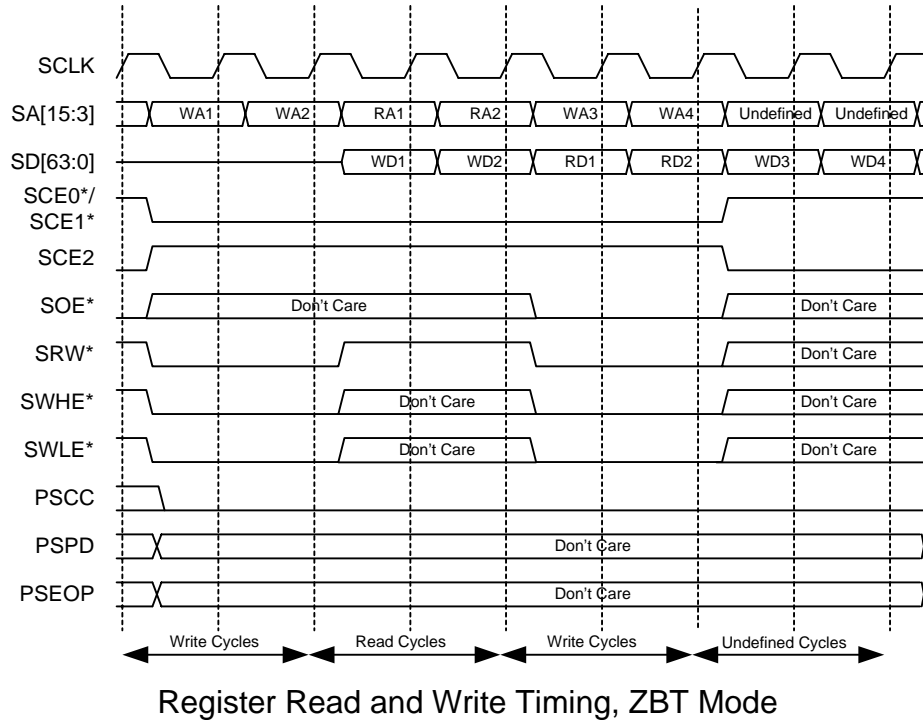 SCLK
SA[15:3] WA1 WA2 RA1 RA2 WA3 WA4 Undefined Undefined
SD[63:0] WD1 WD2 RD1 RD2 WD3 WD4
SCE0*/
SCE1*
SCE2
SOE* Don't Care Don't Care
SRW* Don't Care
SWHE* Don't Care Don't Care
SWLE* Don't Care Don't Care
PSCC
PSPD Don't Care
PSEOP Don't Care
Write Cycles Read Cycles Write Cycles Undefined Cycles
Register Read and Write Timing, ZBT Mode